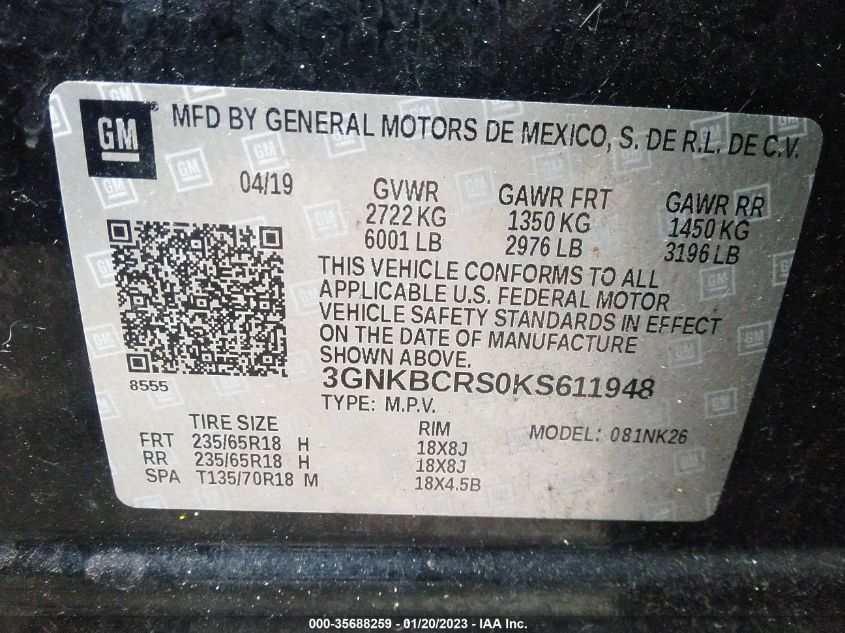 GM
MFD BY GENERAL MOTORS DE MEXICO, S. DE R.L. DE C.V.
04/19
GVWR GAWR FRT GAWR RR
2722 KG 1350 KG 1450 KG
6001 LB 2976 LB 3196 LB
THIS VEHICLE CONFORMS TO ALL
APPLICABLE U.S. FEDERAL MOTOR
VEHICLE SAFETY STANDARDS IN EFFECT
ON THE DATE OF MANUFACTURE
SHOWN ABOVE.
8555
3GNKBCRS0KS611948
TYPE: M.P.V.
TIRE SIZE RIM MODEL: 081NK26
FRT 235/65R18 H 18X8J
RR 235/65R18 H 18X8J
SPA T135/70R18 M 18X4.5B
000-35688259 - 01/20/2023 - IAA Inc.